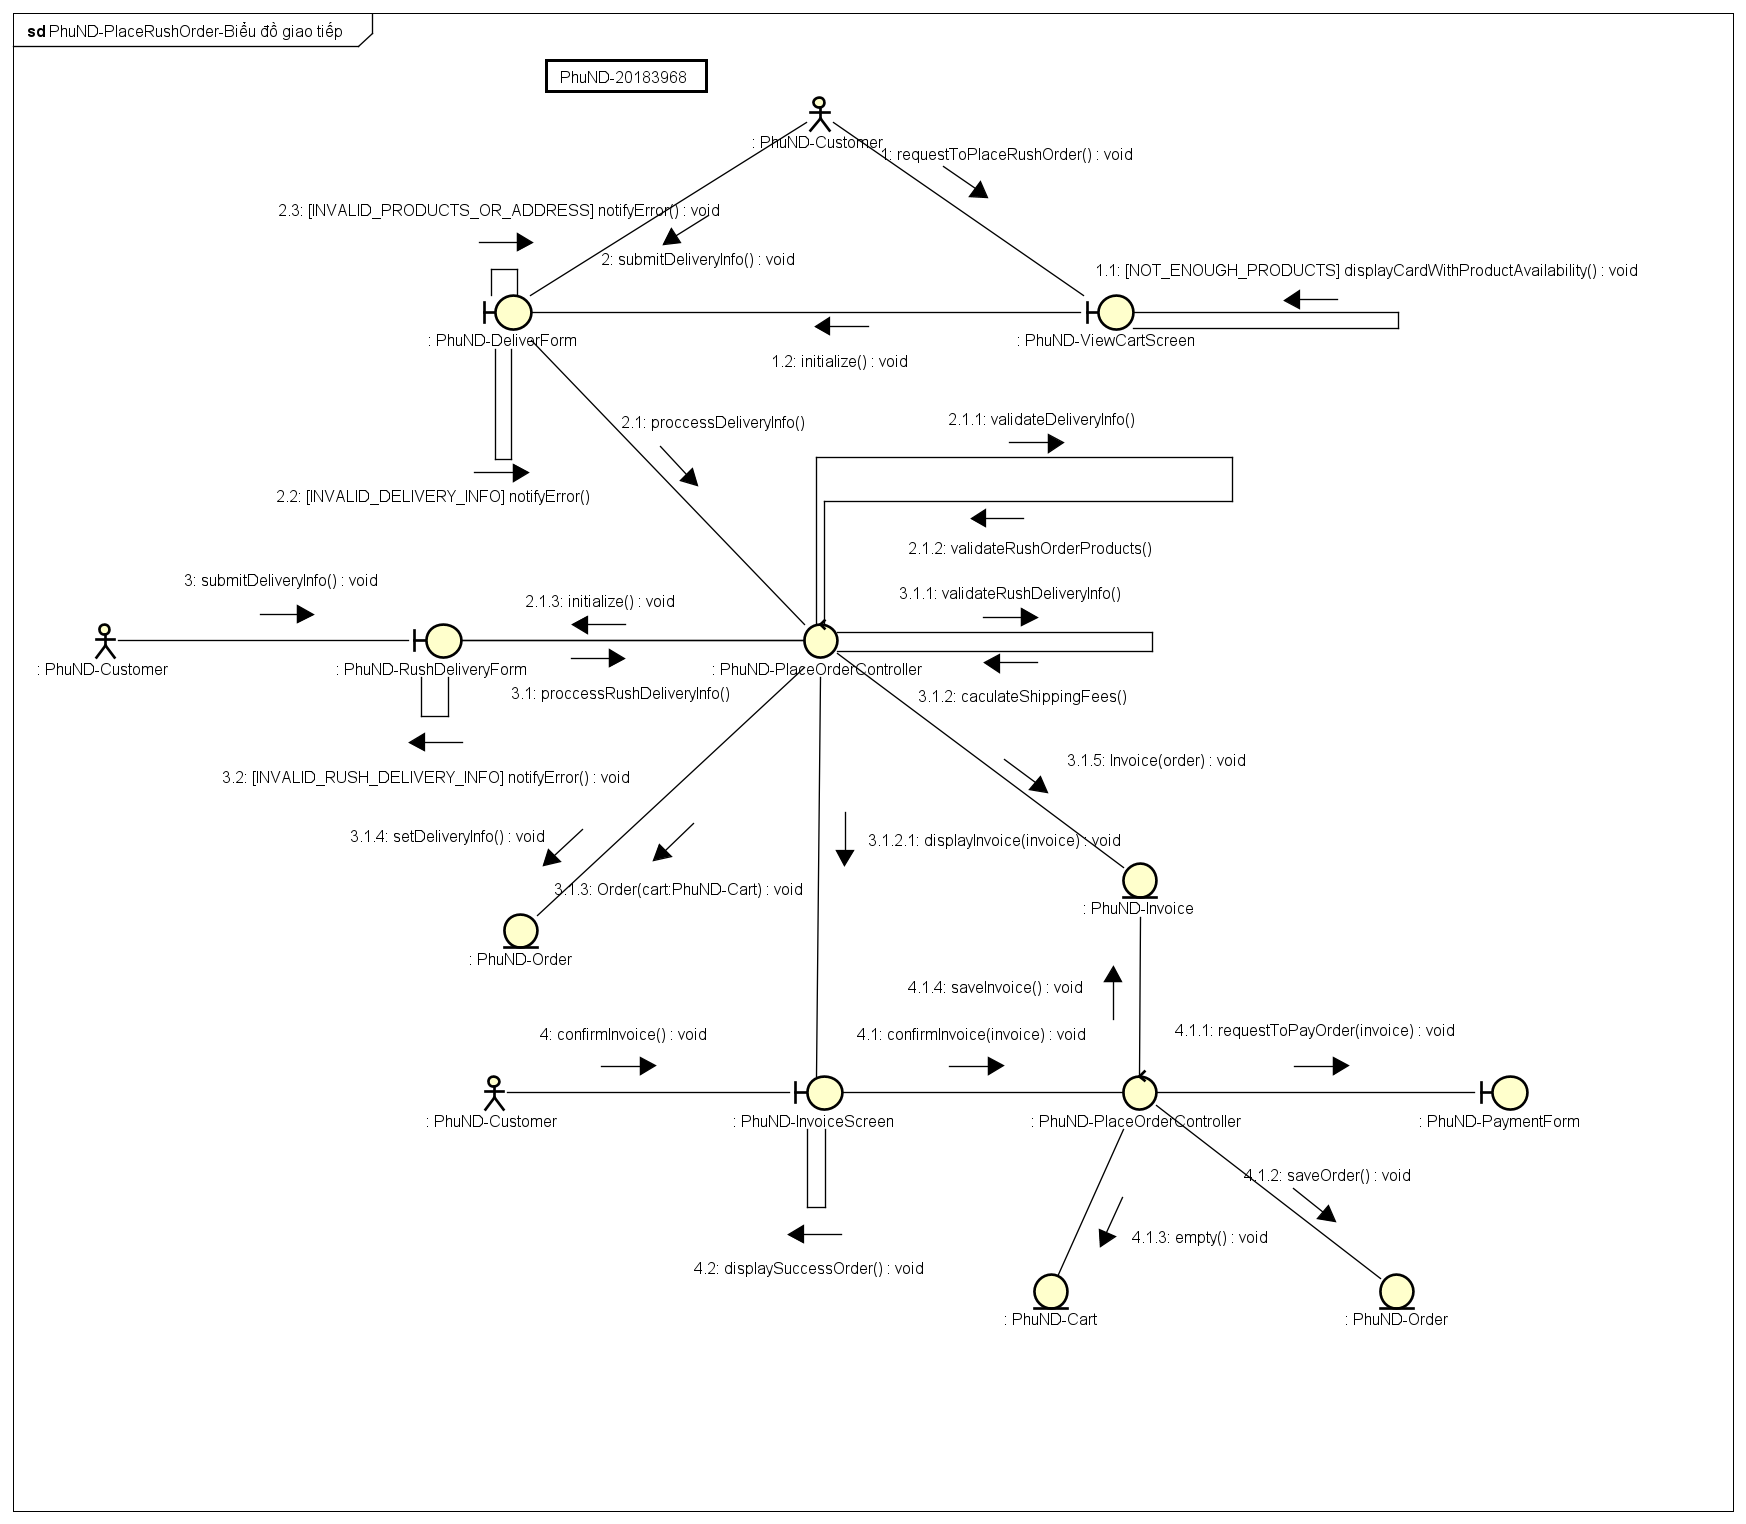 sd PhuND-PlaceRushOrder-Biểu đồ giao tiếp
PhuND-20183968
: PhuND-Customer
1: requestToPlaceRushOrder() : void
2.3: [INVALID_PRODUCTS_OR_ADDRESS] notifyError() : void
2: submitDeliveryInfo() : void
1.1: [NOT_ENOUGH_PRODUCTS] displayCardWithProductAvailability() : void
: PhuND-DeliverForm
: PhuND-ViewCartScreen
1.2: initialize() : void
2.1: proccessDeliveryInfo()
2.1.1: validateDeliveryInfo()
2.2: [INVALID_DELIVERY_INFO] notifyError()
2.1.2: validateRushOrderProducts()
3: submitDeliveryInfo() : void
2.1.3: initialize() : void
3.1.1: validateRushDeliveryInfo()
: PhuND-Customer
: PhuND-RushDeliveryForm
: PhuND-PlaceOrderController
3.1: proccessRushDeliveryInfo()
3.1.2: caculateShippingFees()
3.2: [INVALID_RUSH_DELIVERY_INFO] notifyError() : void
3.1.5: Invoice(order) : void
3.1.4: setDeliveryInfo() : void
3.1.2.1: displayInvoice(invoice) : void
3.1.3: Order(cart:PhuND-Cart) : void
: PhuND-Invoice
: PhuND-Order
4.1.4: saveInvoice() : void
4: confirmInvoice() : void
4.1: confirmInvoice(invoice) : void
4.1.1: requestToPayOrder(invoice) : void
: PhuND-Customer
: PhuND-InvoiceScreen
: PhuND-PlaceOrderController
: PhuND-PaymentForm
4.1.2: saveOrder() : void
4.1.3: empty() : void
4.2: displaySuccessOrder() : void
: PhuND-Cart
: PhuND-Order